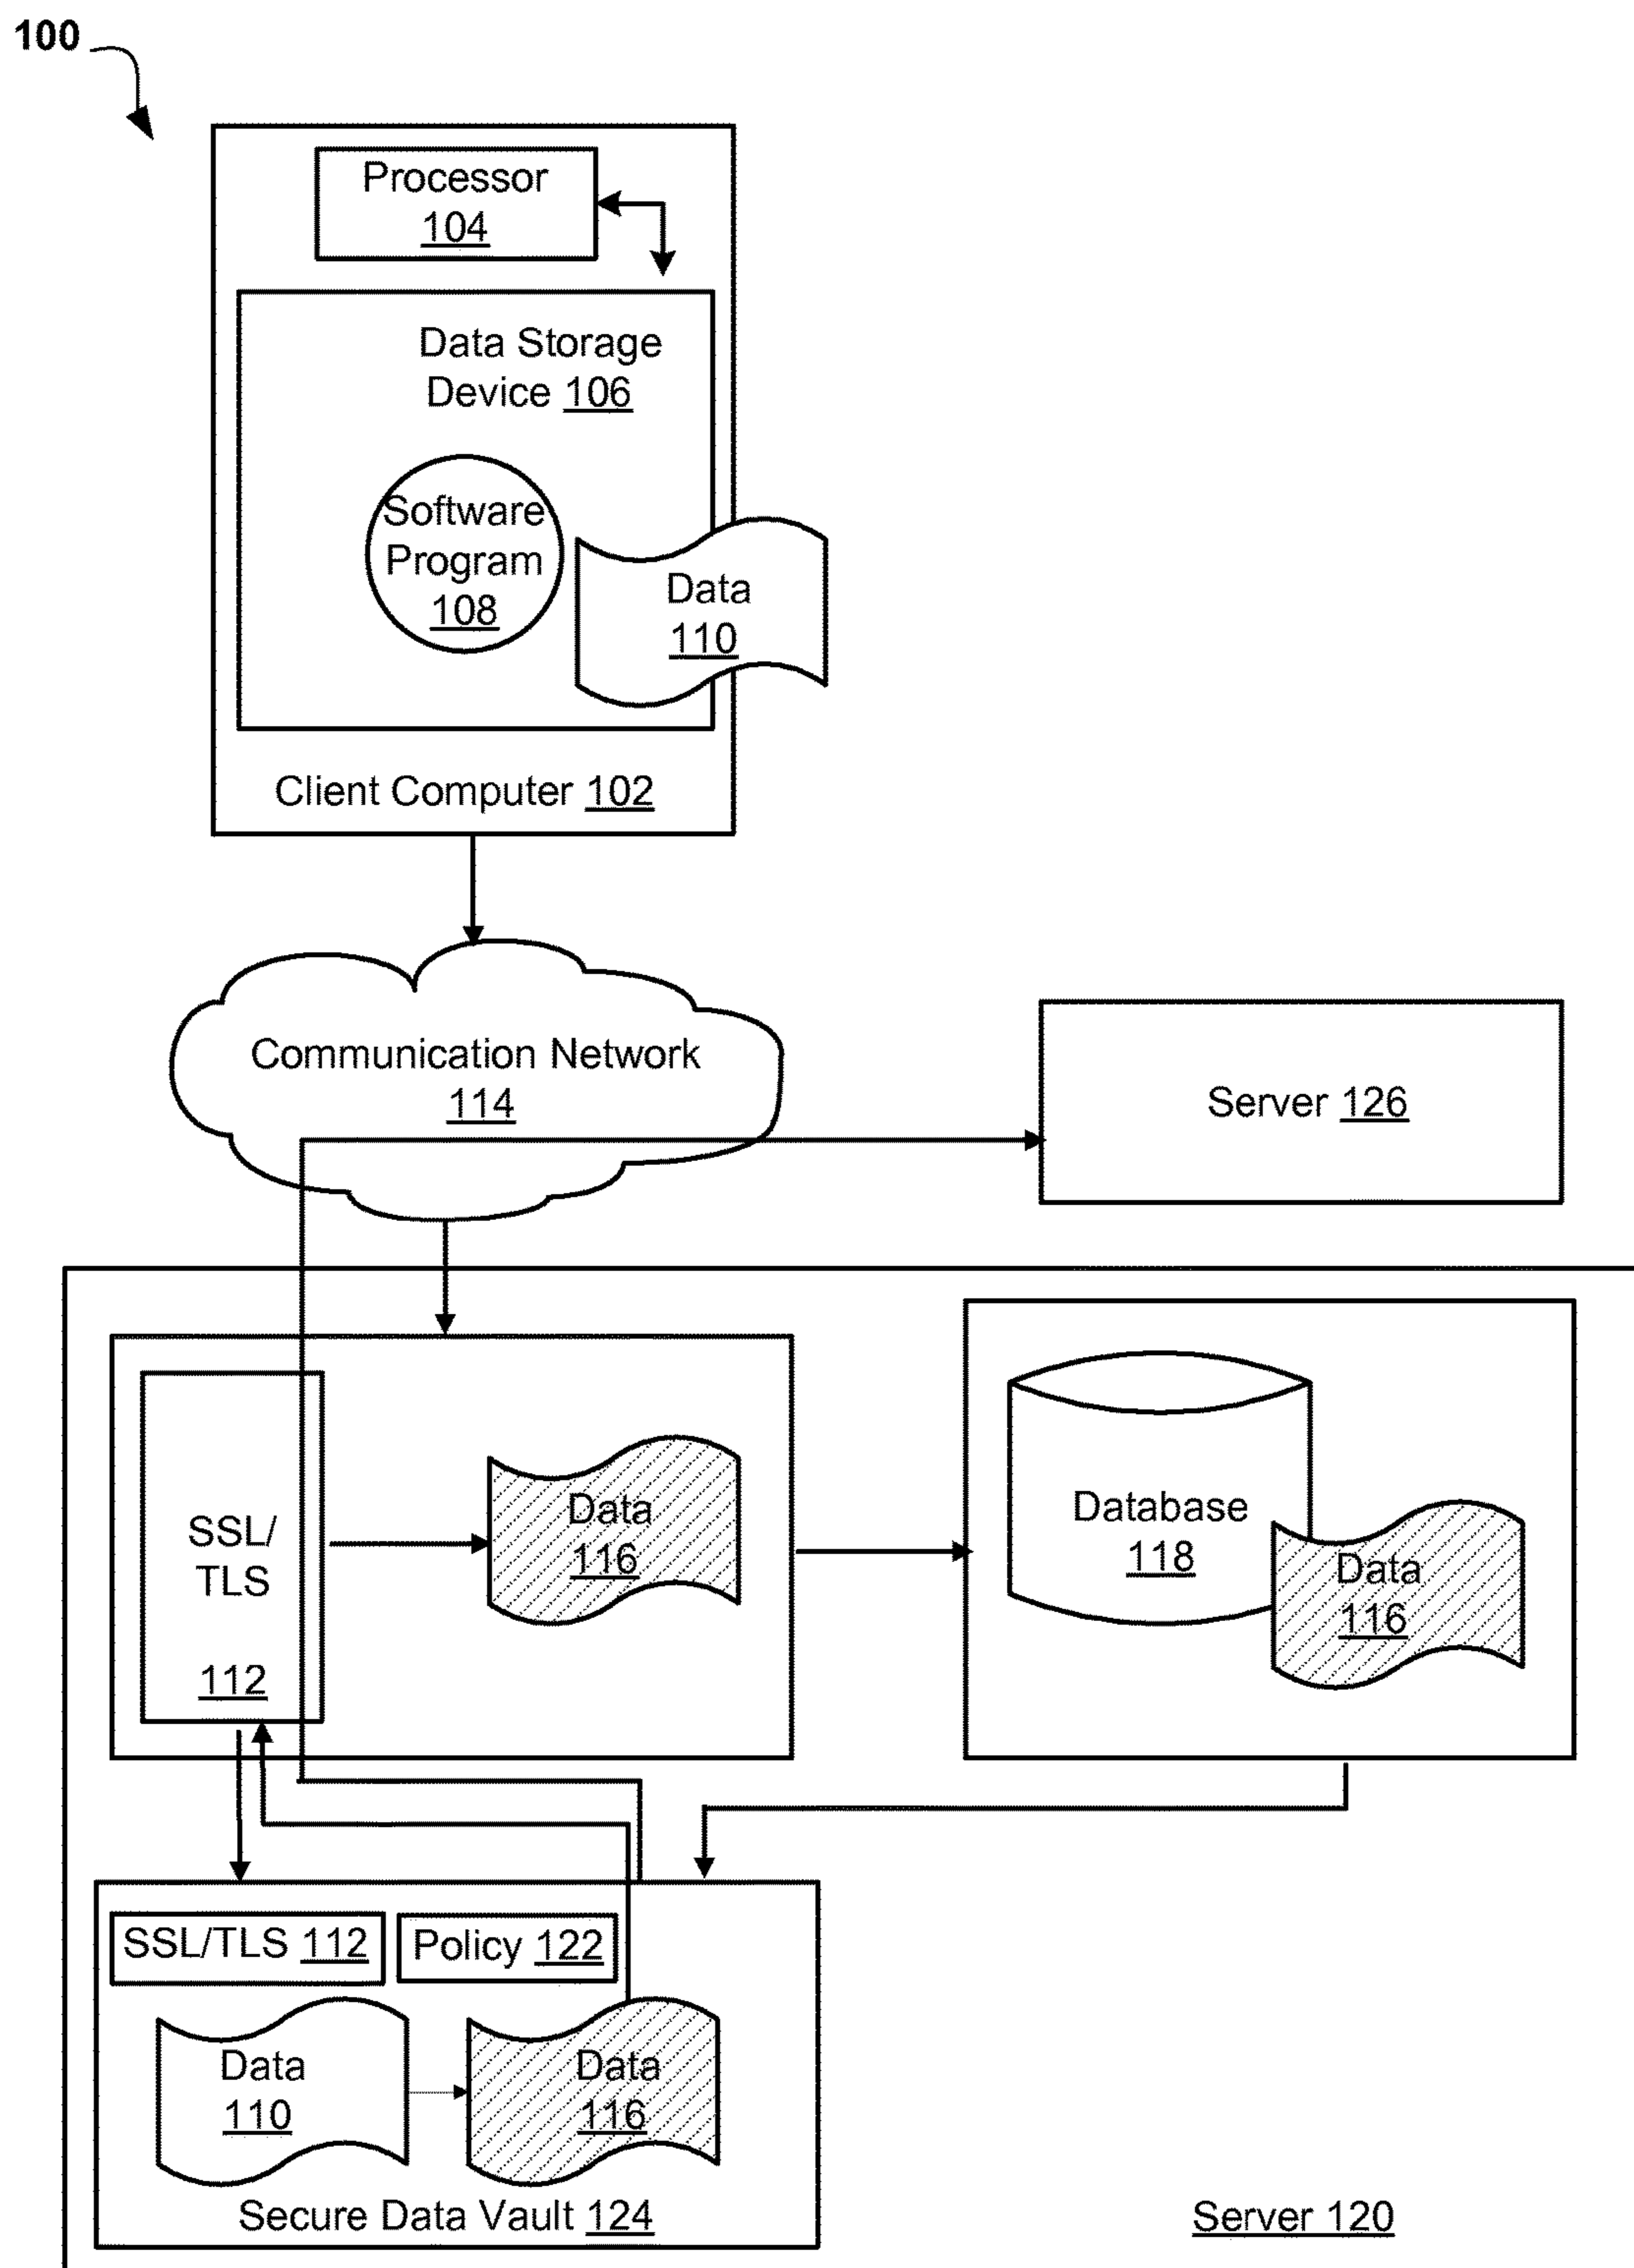 100
Processor
104
Data Storage
Device 106
Software
Program
108
Data
110
Client Computer 102
Communication Network
114
Server 126
SSL/
TLS
112
Data
116
Database
118
Data
116
SSL/TLS 112
Policy 122
Data
110
Data
116
Secure Data Vault 124
Server 120